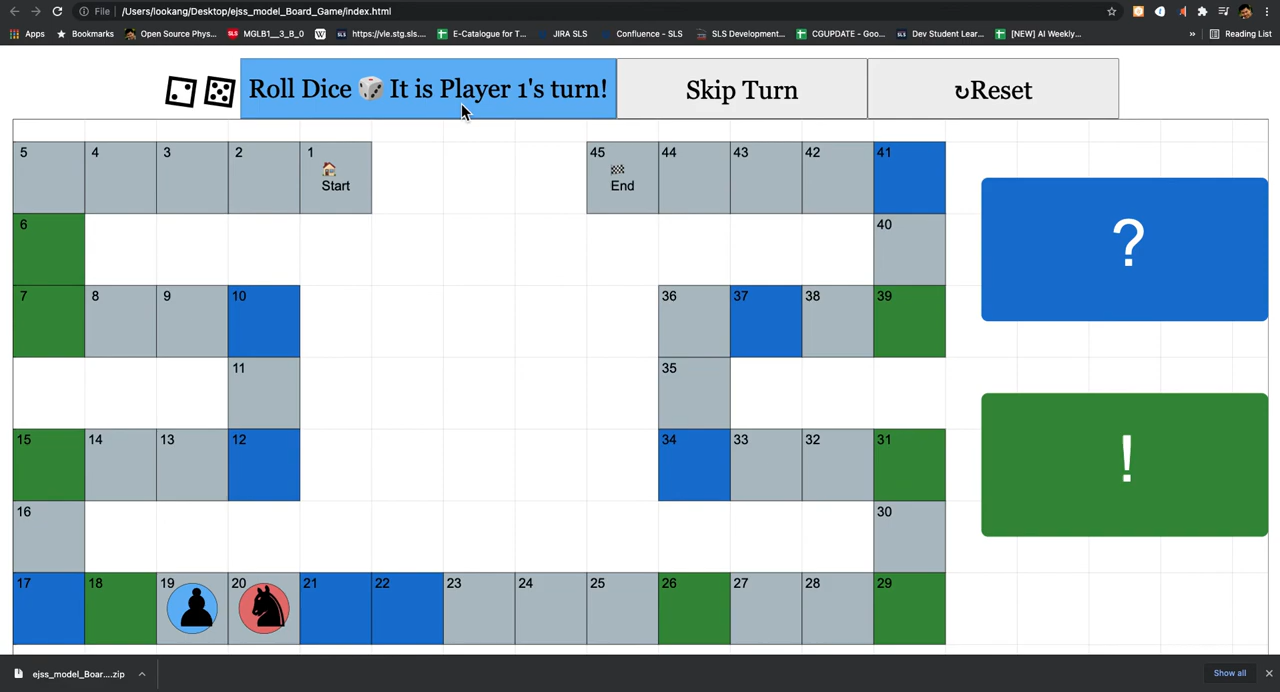 File
/Users/lookang/Desktop/ejss_model_Board_Game/index.html
Apps
Bookmarks
Open Source Phys...
MGLB1__3_B_0
https://vle.stg.sls....
E-Catalogue for T...
JIRA SLS
Confluence - SLS
SLS Development...
CGUPDATE - Goo...
Dev Student Lear...
[NEW] AI Weekly...
»
Reading List
Roll Dice 🎲 It is Player 1's turn!
Skip Turn
↻Reset
5 4 3 2 1
Start
45 44 43 42 41
End
?
6
40
7 8 9 10
36 37 38 39
11
35
15 14 13 12
34 33 32 31
!
16
30
17 18 19 20 21 22 23 24 25 26 27 28 29
ejss_model_Boar....zip
Show all